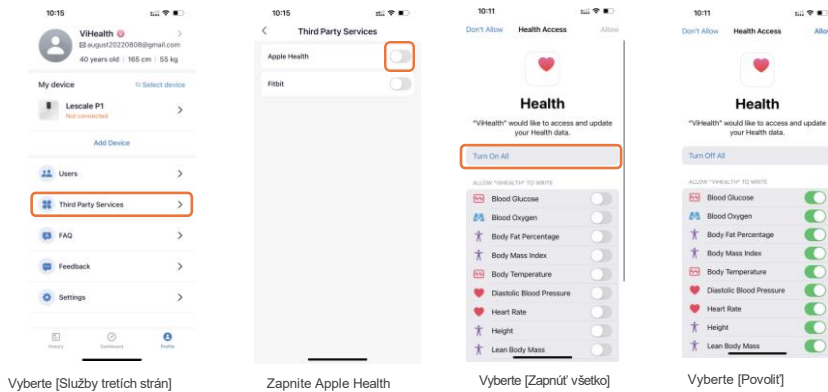 10:15
ViHealth
august20220808@gmail.com
40 years old | 165 cm | 55 kg
My device
Select device
Lescale P1
Not connected
Add Device
Users
Third Party Services
FAQ
Feedback
Settings
History
Dashboard
Profile
Vyberte [Služby tretích strán]
10:15
Third Party Services
Apple Health
Fitbit
Zapnite Apple Health
10:11
Don't Allow Health Access Allow
Health
"ViHealth" would like to access and update
your Health data.
Turn On All
ALLOW "VIHEALTH" TO WRITE
Blood Glucose
Blood Oxygen
Body Fat Percentage
Body Mass Index
Body Temperature
Diastolic Blood Pressure
Heart Rate
Height
Lean Body Mass
Vyberte [Zapnúť všetko]
10:11
Don't Allow Health Access Allow
Health
"ViHealth" would like to access and update
your Health data.
Turn Off All
ALLOW "VIHEALTH" TO WRITE
Blood Glucose
Blood Oxygen
Body Fat Percentage
Body Mass Index
Body Temperature
Diastolic Blood Pressure
Heart Rate
Height
Lean Body Mass
Vyberte [Povoliť]